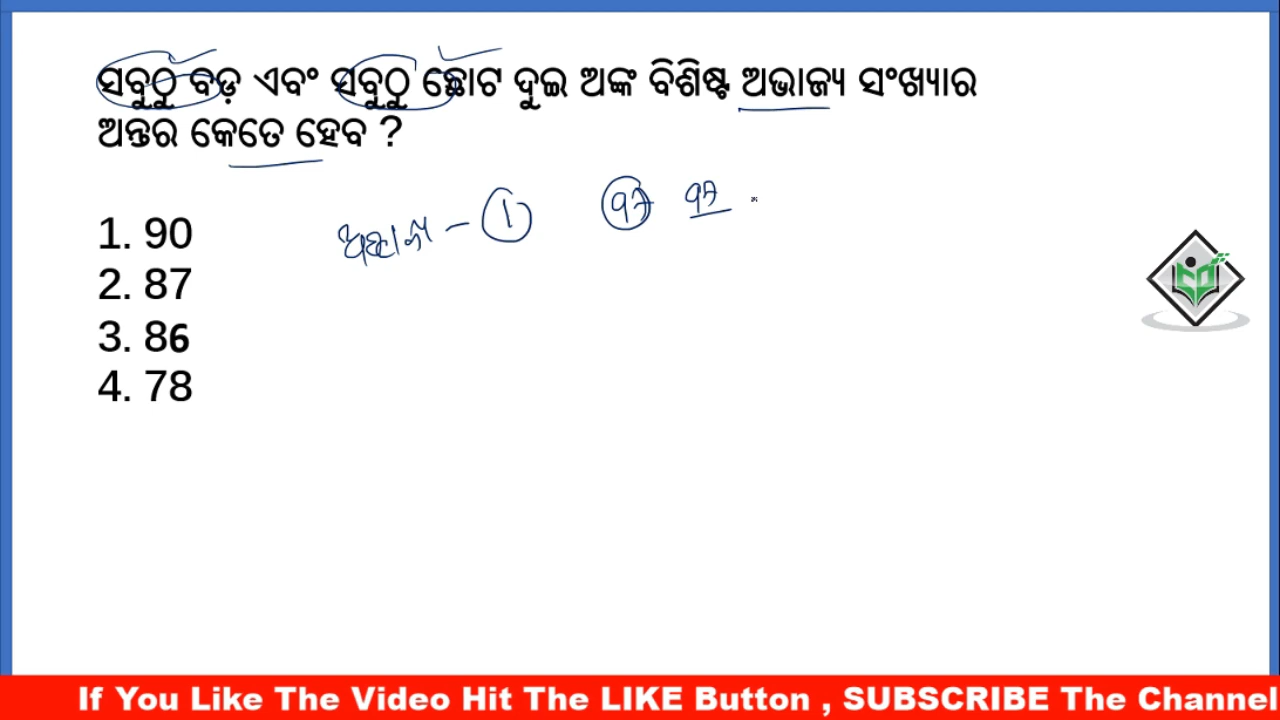 ସବୁଠୁ ବଡ଼ ଏବଂ ସବୁଠୁ ଛୋଟ ଦୁଇ ଅଙ୍କ ବିଶିଷ୍ଟ ଅଭାଜ୍ୟ ସଂଖ୍ୟାର
ଅନ୍ତର କେତେ ହେବ ?
1. 90
2. 87
3. 86
4. 78
If You Like The Video Hit The LIKE Button , SUBSCRIBE The Channel